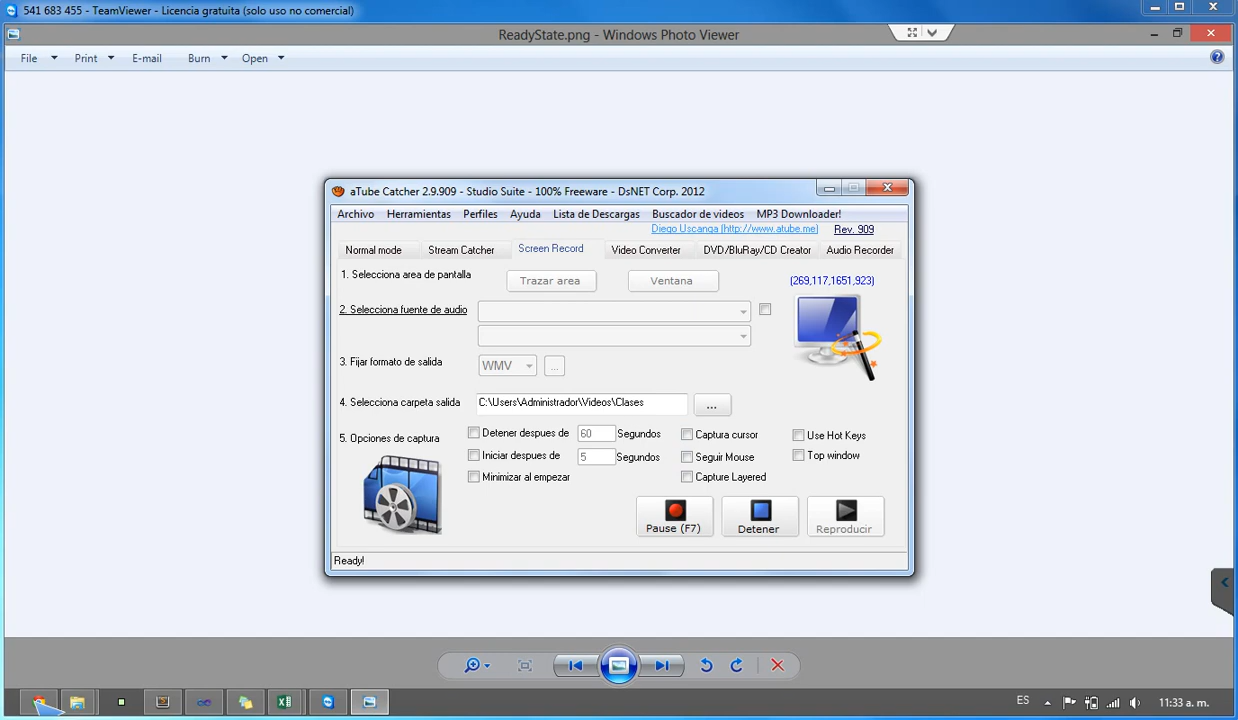 541 683 455 - TeamViewer - Licencia gratuita (solo uso no comercial)
ReadyState.png - Windows Photo Viewer
File Print E-mail Burn Open
aTube Catcher 2.9.909 - Studio Suite - 100% Freeware - DsNET Corp. 2012
Archivo Herramientas Perfiles Ayuda Lista de Descargas Buscador de videos MP3 Downloader!
Diego Uscanga [http://www.atube.me] Rev. 909
Normal mode Stream Catcher Screen Record Video Converter DVD/BluRay/CD Creator Audio Recorder
1. Selecciona area de pantalla Trazar area Ventana (269,117,1651,923)
2. Selecciona fuente de audio
3. Fijar formato de salida WMV ...
4. Selecciona carpeta salida C:\Users\Administrador\Videos\Clases ...
5. Opciones de captura Detener despues de 60 Segundos Captura cursor Use Hot Keys
Iniciar despues de 5 Segundos Seguir Mouse Top window
Minimizar al empezar Capture Layered
Pause (F7) Detener Reproducir
Ready!
ES 11:33 a. m.